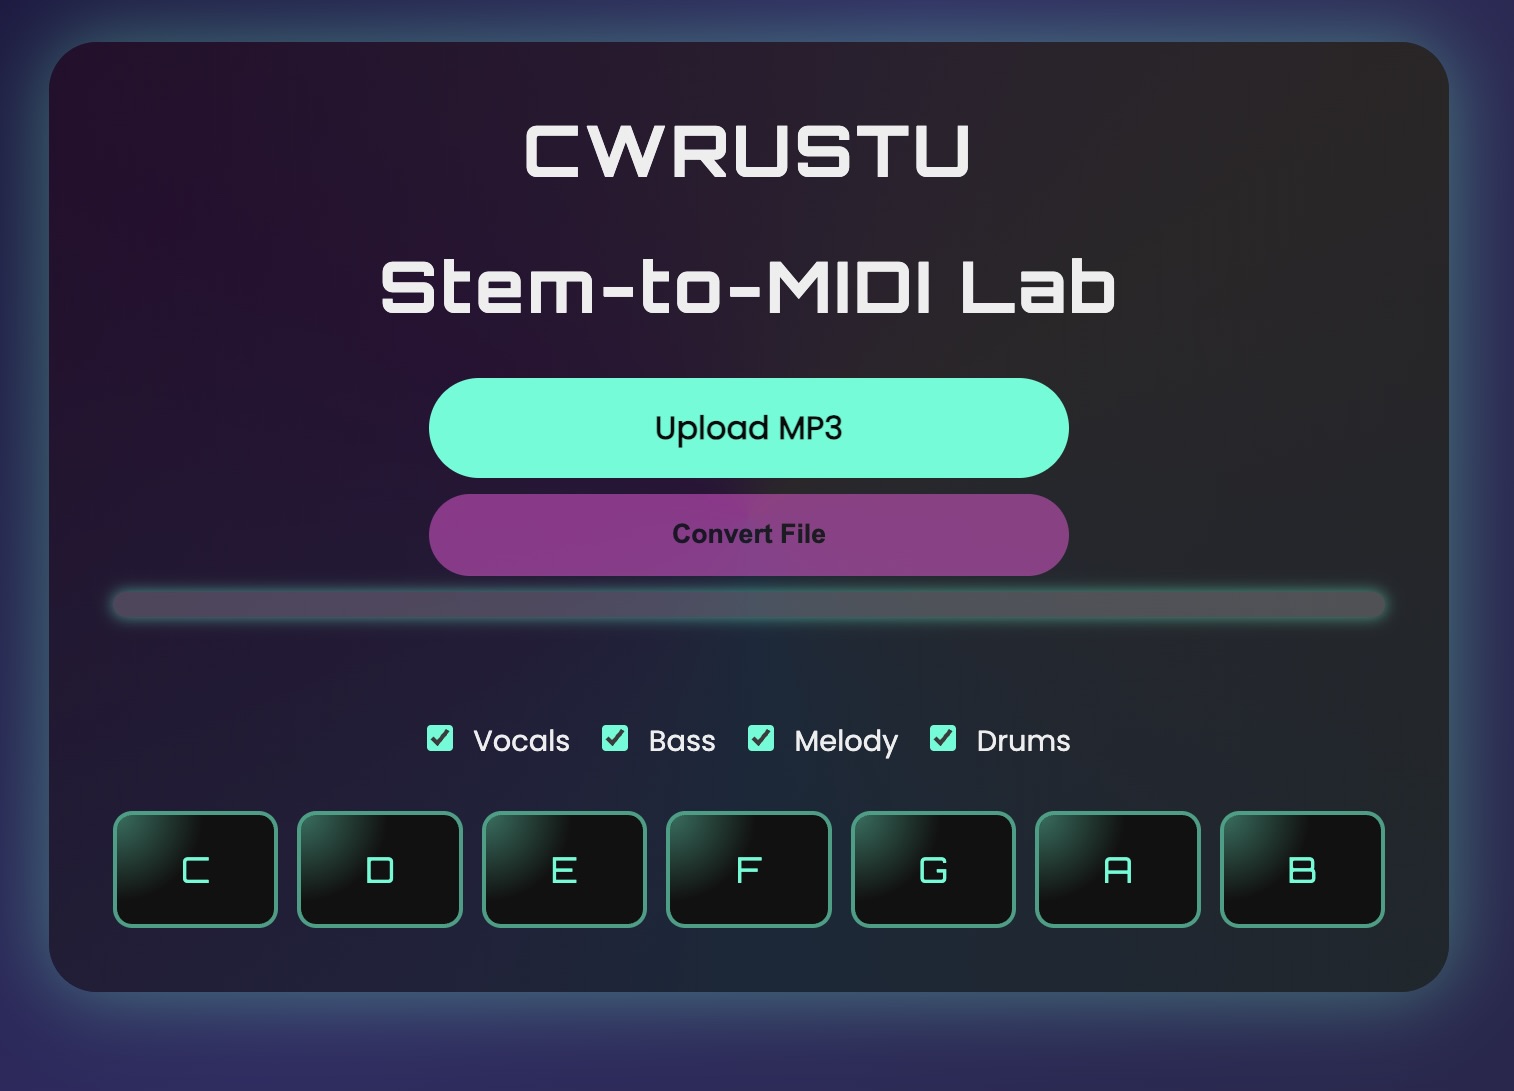 CWRUSTU
Stem-to-MIDI Lab
Upload MP3
Convert File
Vocals Bass Melody Drums
C D E F G A B